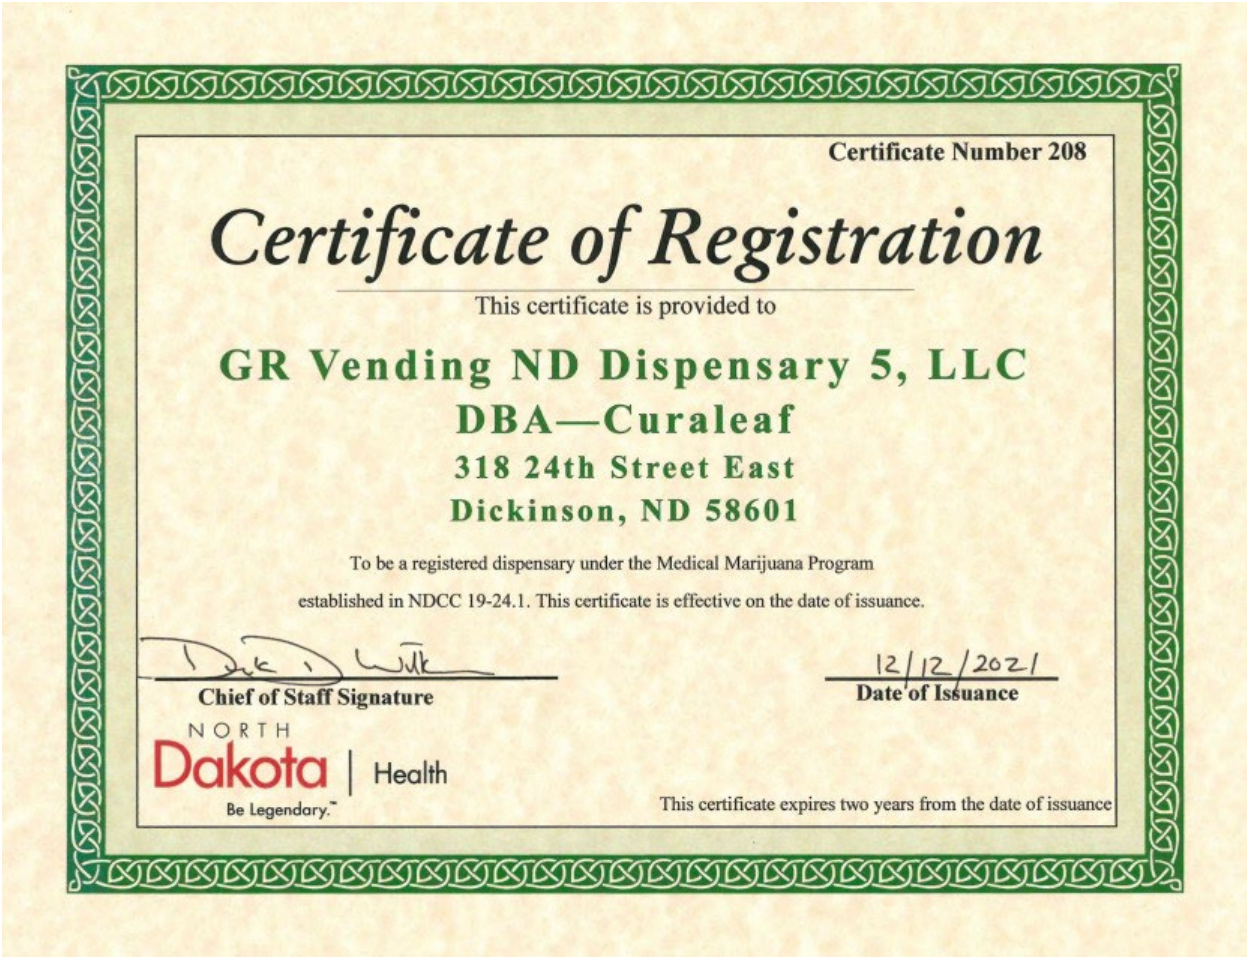 Certificate Number 208
Certificate of Registration
This certificate is provided to
GR Vending ND Dispensary 5, LLC
DBA—Curaleaf
318 24th Street East
Dickinson, ND 58601
To be a registered dispensary under the Medical Marijuana Program
established in NDCC 19-24.1. This certificate is effective on the date of issuance.
12/12/2021
Chief of Staff Signature
Date of Issuance
NORTH
Dakota | Health
Be Legendary.™
This certificate expires two years from the date of issuance